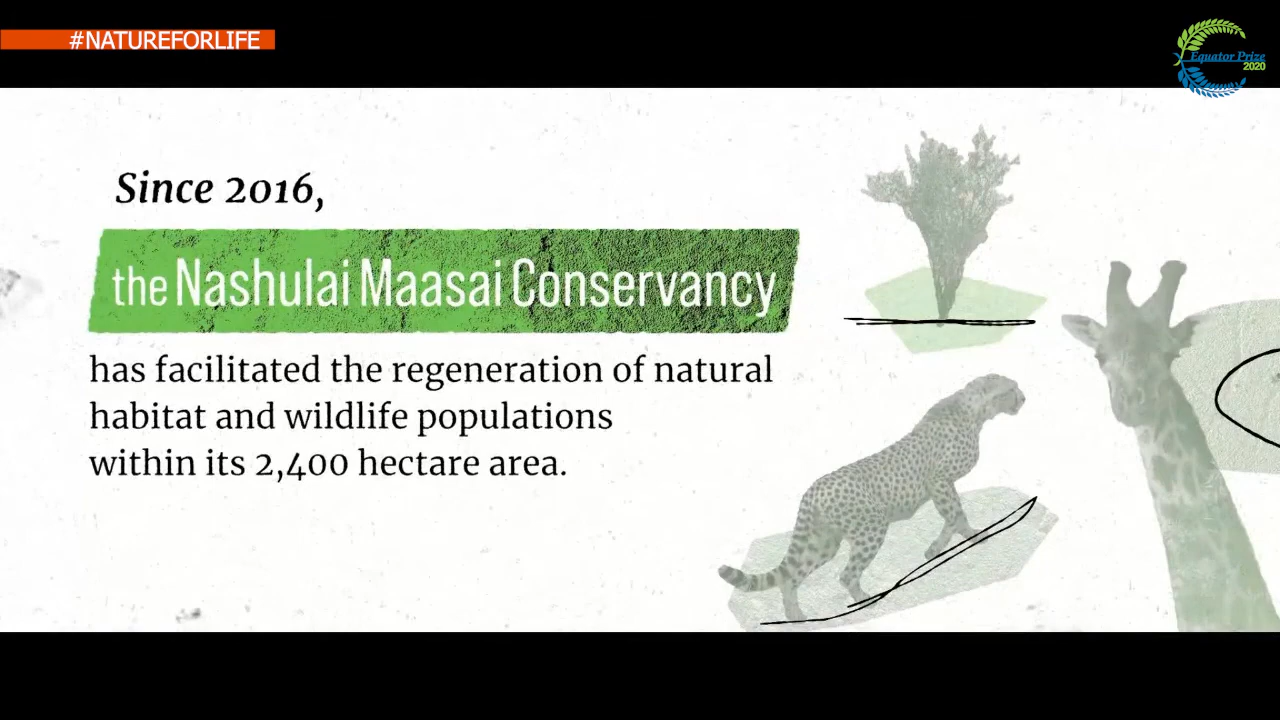 #NATUREFORLIFE
Equator Prize
2020
Since 2016,
the Nashulai Maasai Conservancy
has facilitated the regeneration of natural
habitat and wildlife populations
within its 2,400 hectare area.